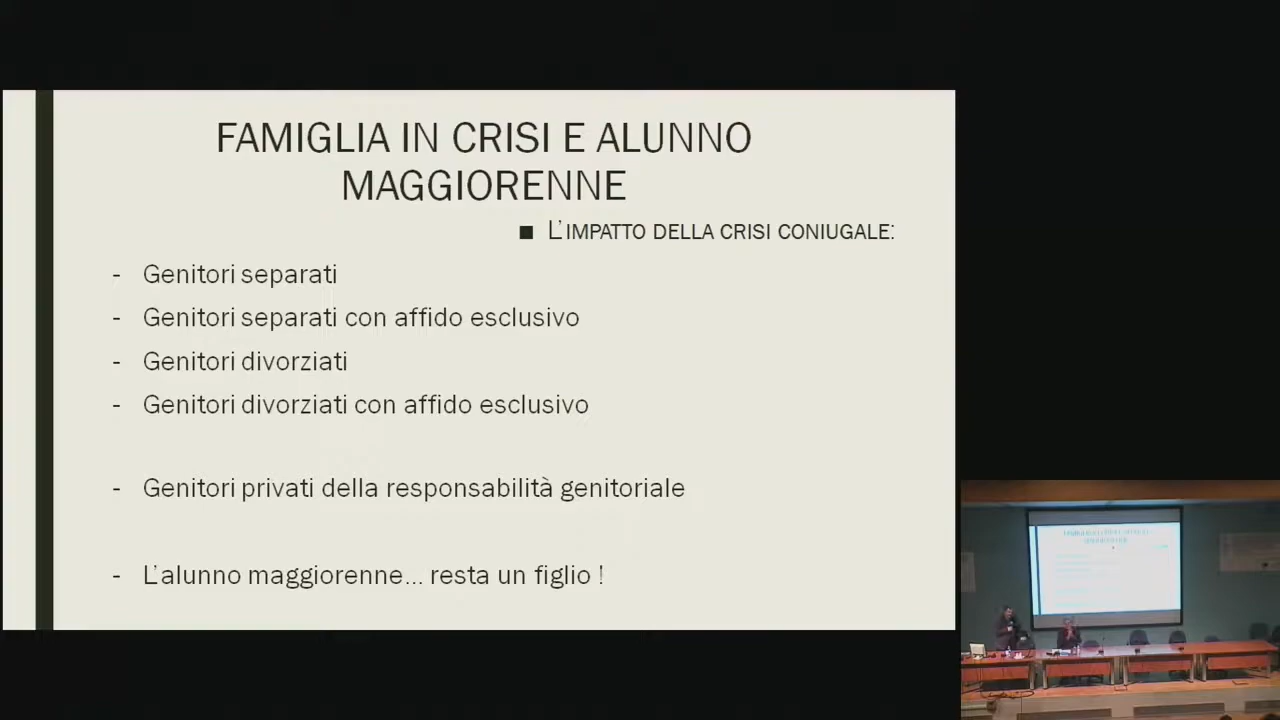 FAMIGLIA IN CRISI E ALUNNO
MAGGIORENNE
■ L'IMPATTO DELLA CRISI CONIUGALE:
- Genitori separati
- Genitori separati con affido esclusivo
- Genitori divorziati
- Genitori divorziati con affido esclusivo
- Genitori privati della responsabilità genitoriale
- L'alunno maggiorenne... resta un figlio !